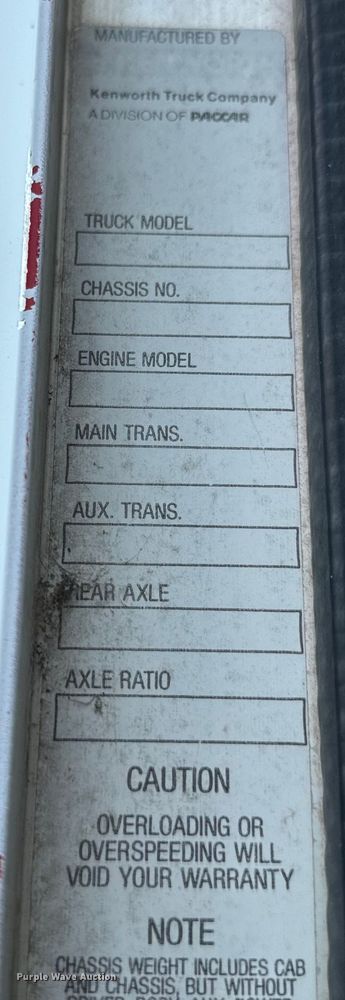 MANUFACTURED BY
Kenworth Truck Company
A DIVISION OF PACCAR
TRUCK MODEL
CHASSIS NO.
ENGINE MODEL
MAIN TRANS.
AUX. TRANS.
REAR AXLE
AXLE RATIO
CAUTION
OVERLOADING OR
OVERSPEEDING WILL
VOID YOUR WARRANTY
NOTE
CHASSIS WEIGHT INCLUDES CAB
AND CHASSIS, BUT WITHOUT
Purple Wave Auction